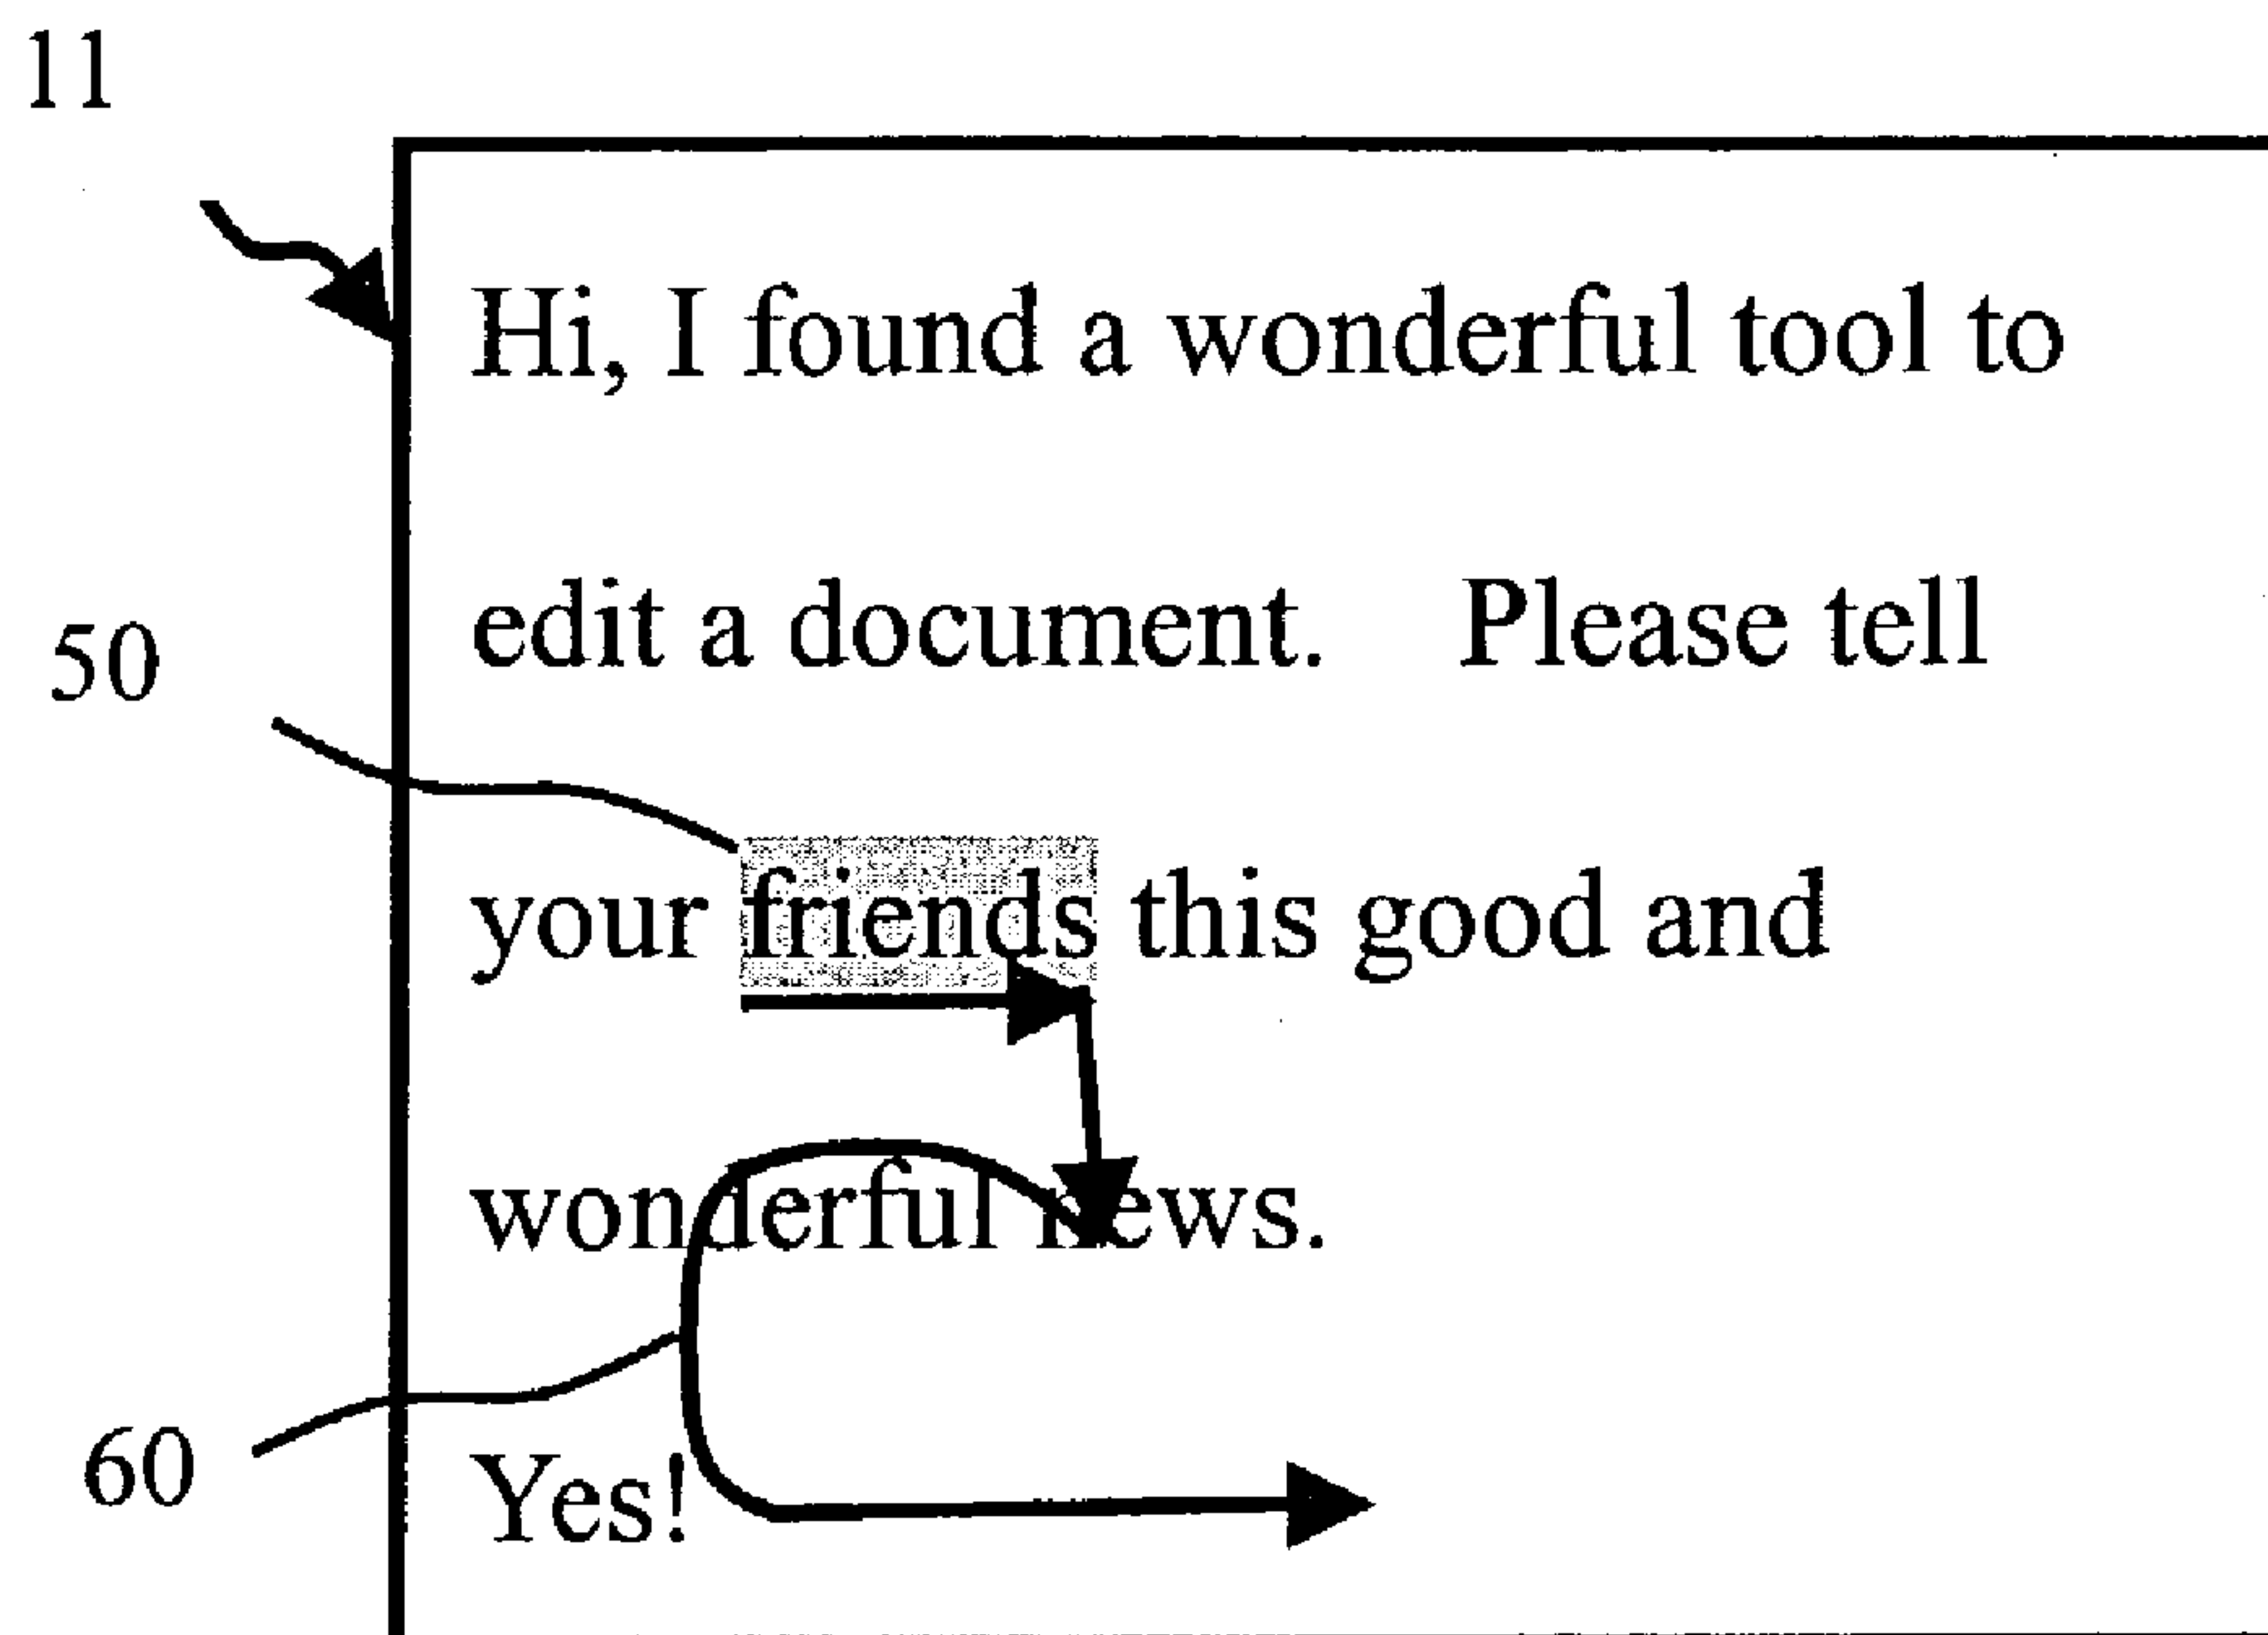 11
Hi, I found a wonderful tool to
edit a document. Please tell
50
your friends this good and
wonderful news.
60
Yes!